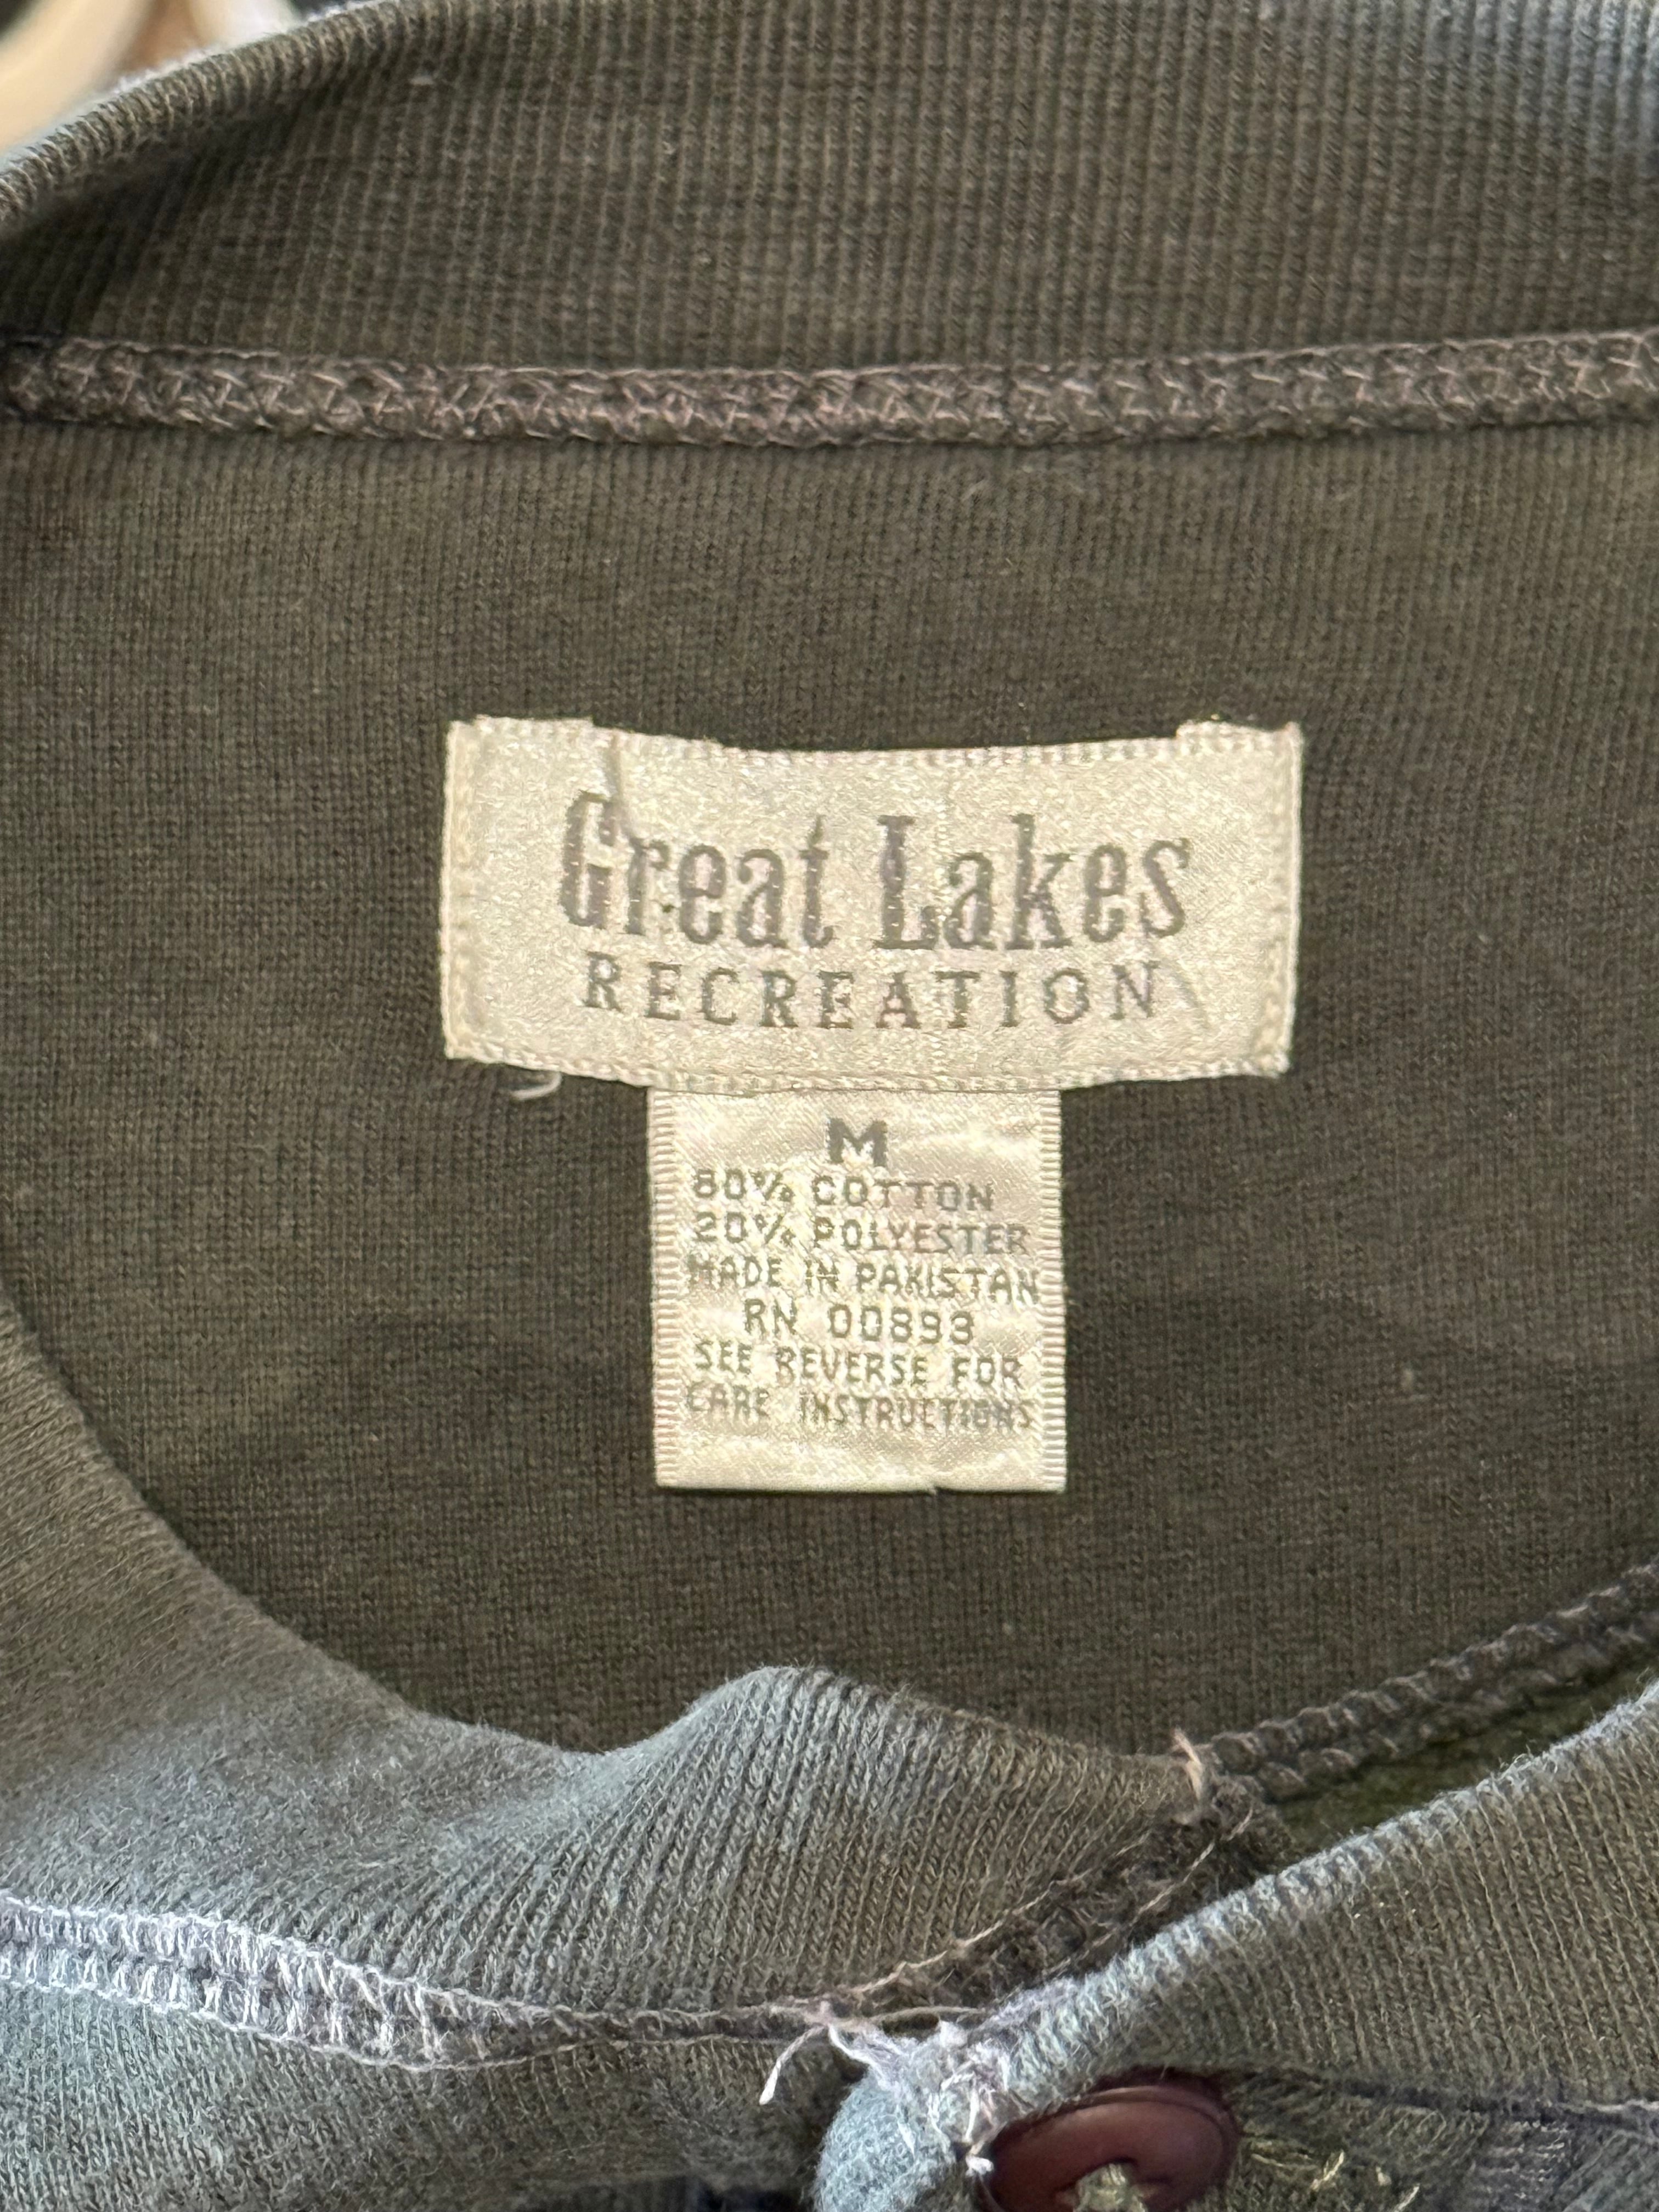 Great Lakes
RECREATION
M
80% COTTON
20% POLYESTER
MADE IN PAKISTAN
RN 00893
SEE REVERSE FOR
CARE INSTRUCTIONS